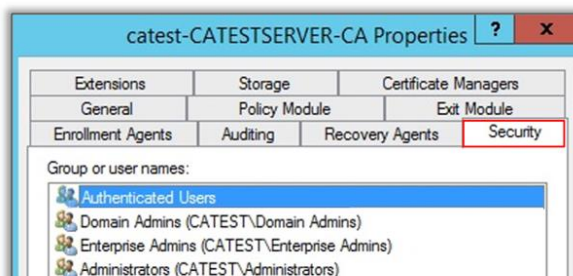 catest-CATESTSERVER-CA Properties ? x
Extensions Storage Certificate Managers
General Policy Module Exit Module
Enrollment Agents Auditing Recovery Agents Security
Group or user names:
Authenticated Users
Domain Admins (CATEST\Domain Admins)
Enterprise Admins (CATEST\Enterprise Admins)
Administrators (CATEST\Administrators)